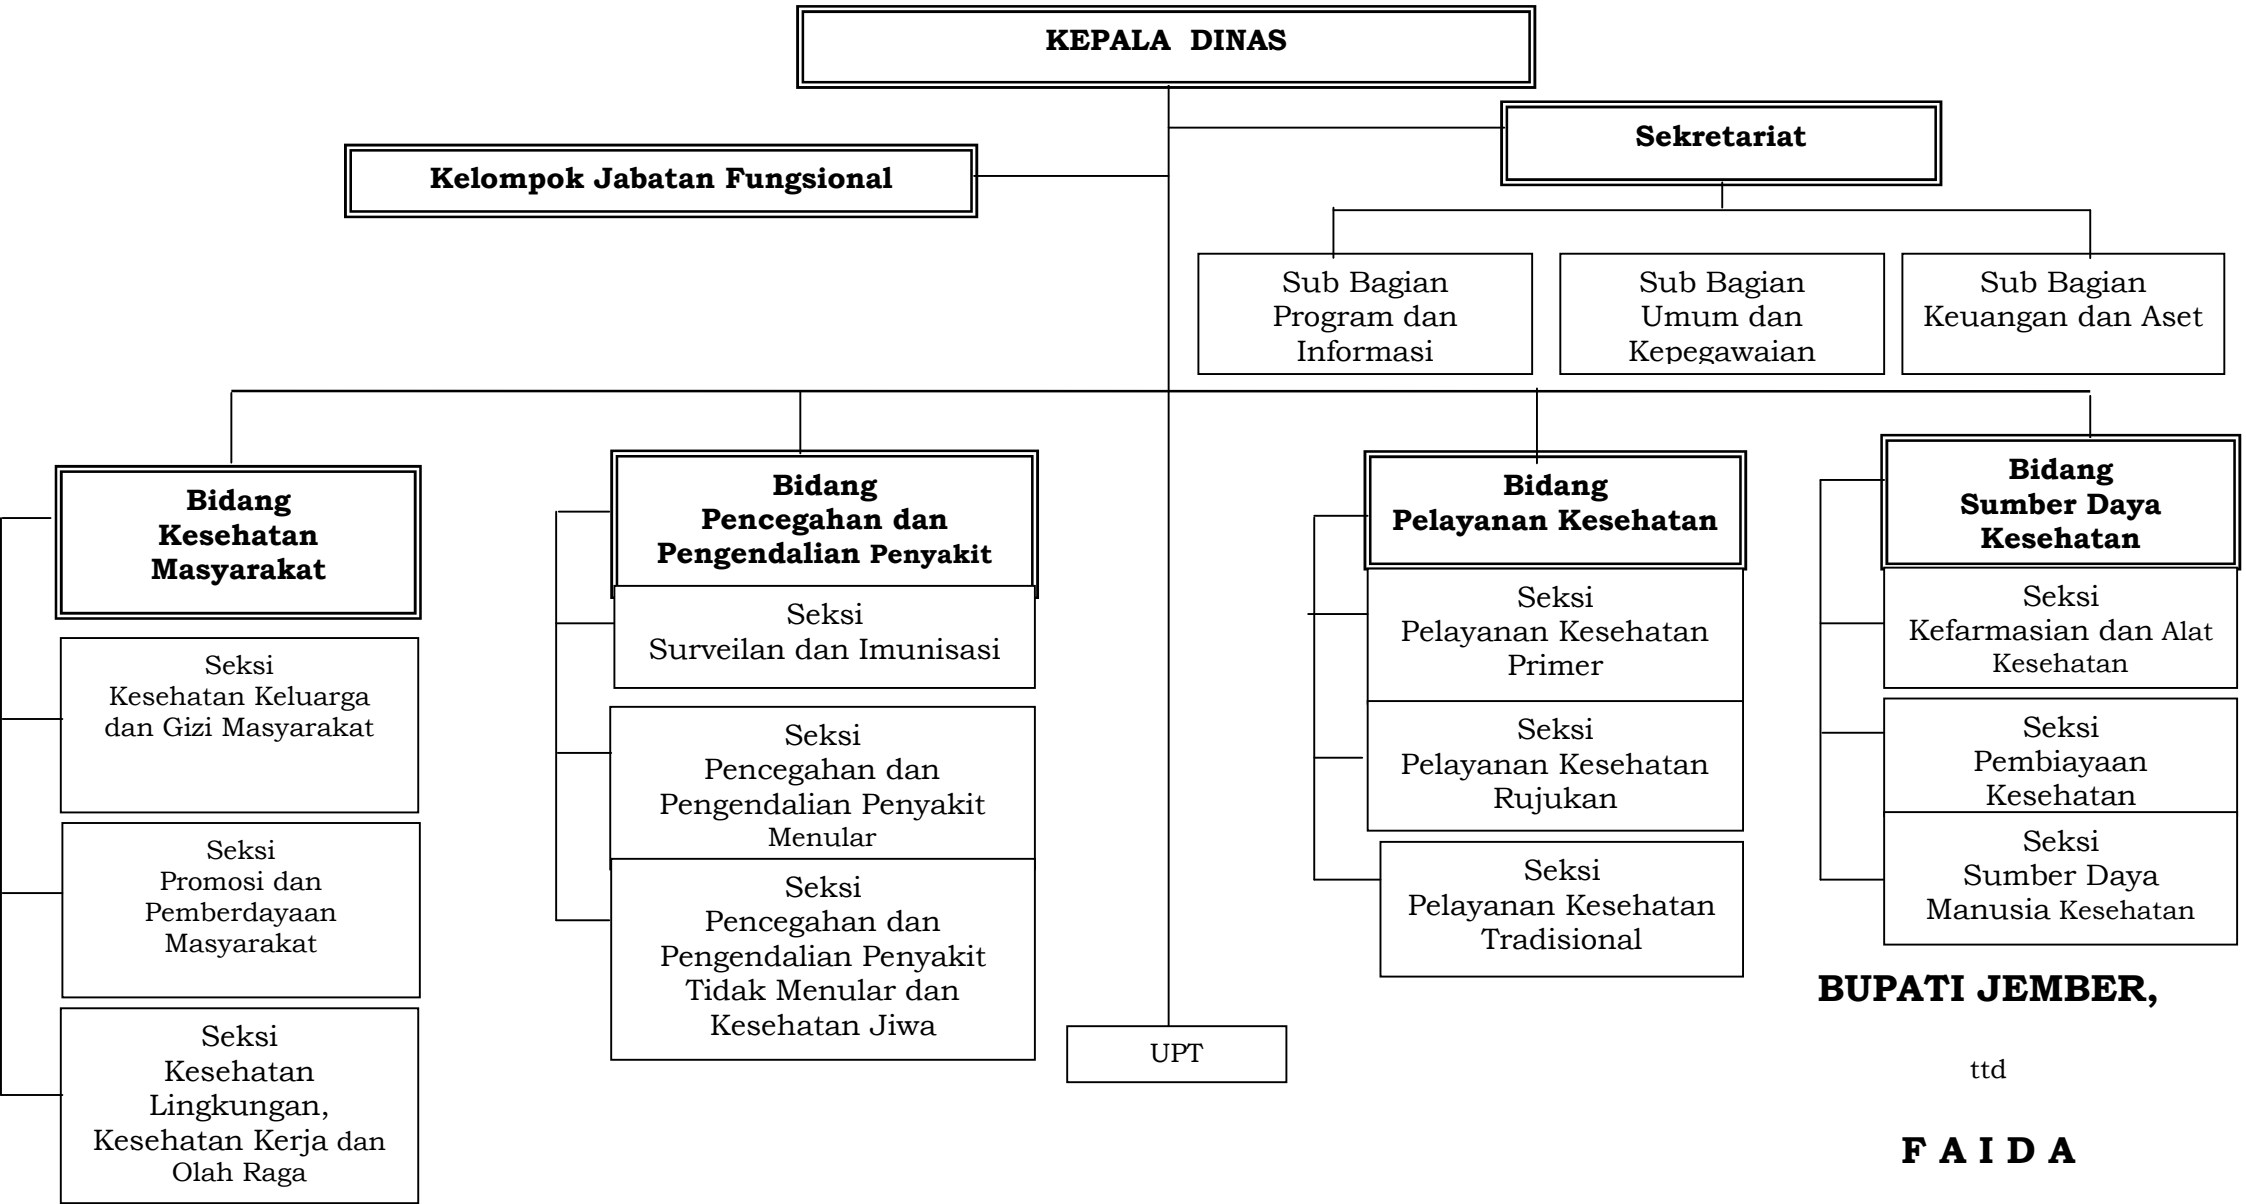 KEPALA DINAS
Sekretariat
Kelompok Jabatan Fungsional
Sub Bagian
Program dan
Informasi
Sub Bagian
Umum dan
Kepegawaian
Sub Bagian
Keuangan dan Aset
Bidang
Kesehatan
Masyarakat
Seksi
Kesehatan Keluarga
dan Gizi Masyarakat
Seksi
Promosi dan
Pemberdayaan
Masyarakat
Seksi
Kesehatan
Lingkungan,
Kesehatan Kerja dan
Olah Raga
Bidang
Pencegahan dan
Pengendalian Penyakit
Seksi
Surveilan dan Imunisasi
Seksi
Pencegahan dan
Pengendalian Penyakit
Menular
Seksi
Pencegahan dan
Pengendalian Penyakit
Tidak Menular dan
Kesehatan Jiwa
UPT
Bidang
Pelayanan Kesehatan
Seksi
Pelayanan Kesehatan
Primer
Seksi
Pelayanan Kesehatan
Rujukan
Seksi
Pelayanan Kesehatan
Tradisional
Bidang
Sumber Daya
Kesehatan
Seksi
Kefarmasian dan Alat
Kesehatan
Seksi
Pembiayaan
Kesehatan
Seksi
Sumber Daya
Manusia Kesehatan
BUPATI JEMBER,
ttd
F A I D A